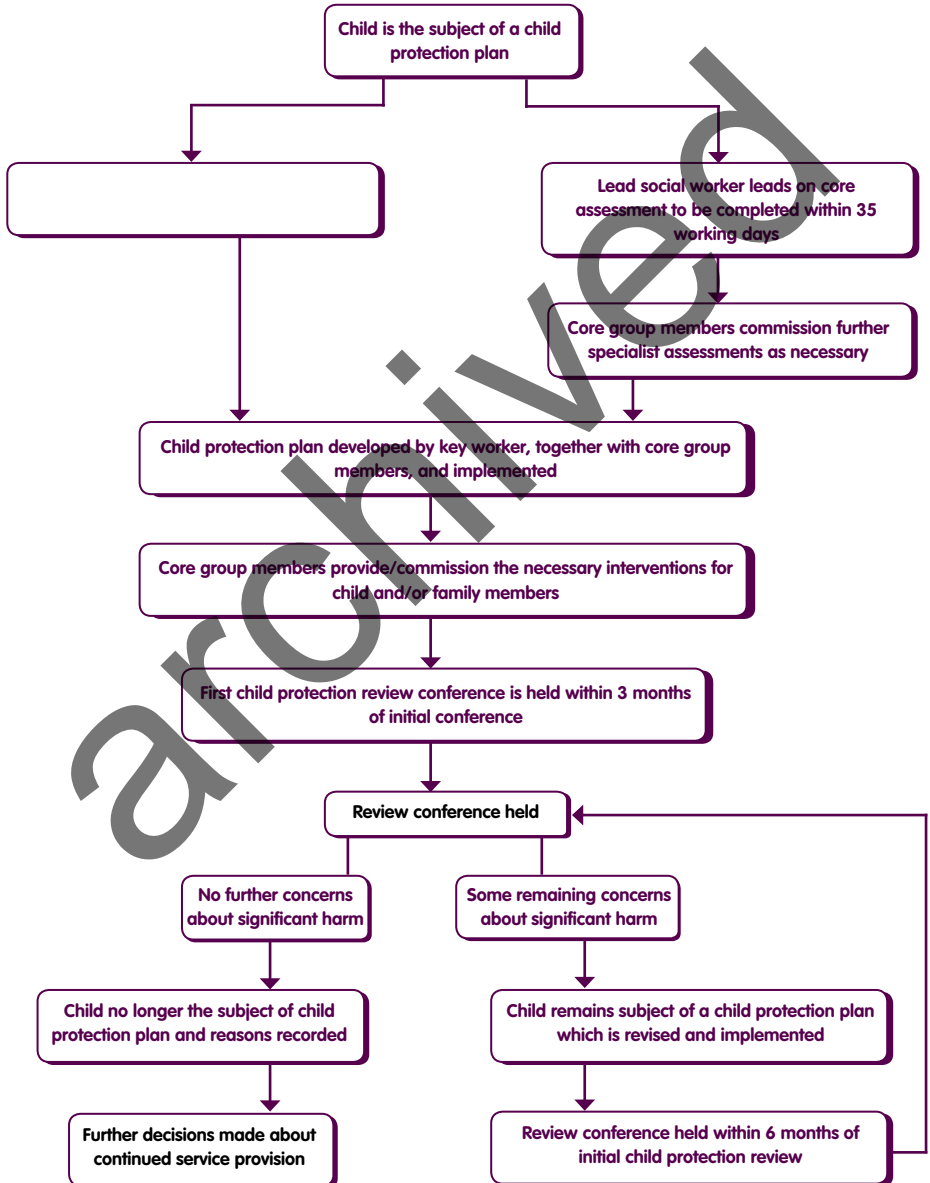 Child is the subject of a child
protection plan
Lead social worker leads on core
assessment to be completed within 35
working days
Core group members commission further
specialist assessments as necessary
Child protection plan developed by key worker, together with core group
members, and implemented
Core group members provide/commission the necessary interventions for
child and/or family members
First child protection review conference is held within 3 months
of initial conference
Review conference held
No further concerns
about significant harm
Some remaining concerns
about significant harm
Child no longer the subject of child
protection plan and reasons recorded
Child remains subject of a child protection plan
which is revised and implemented
Further decisions made about
continued service provision
Review conference held within 6 months of
initial child protection review
archived